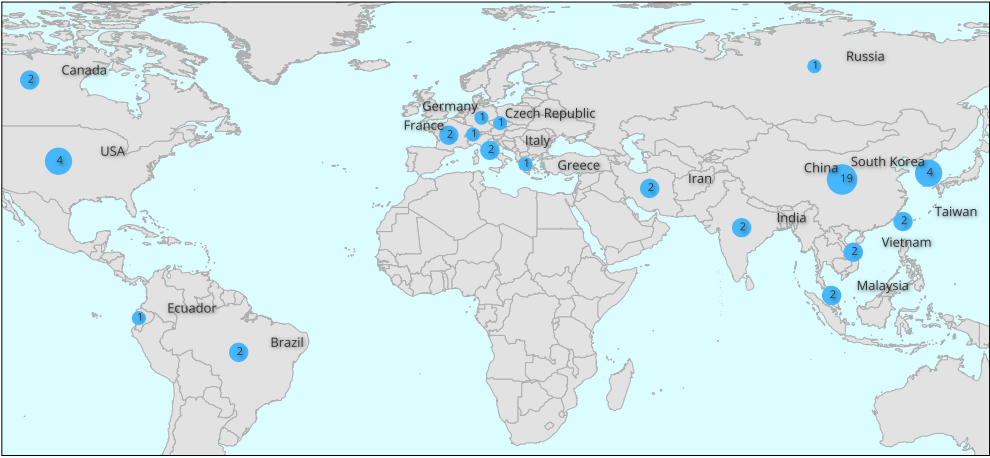 Russia
1
Canada
2
Germany
1
Czech Republic
1
France
2
1
Italy
2
USA
4
Greece
1
China
19
South Korea
4
Iran
2
India
2
Taiwan
2
Vietnam
2
Malaysia
2
Ecuador
1
Brazil
2